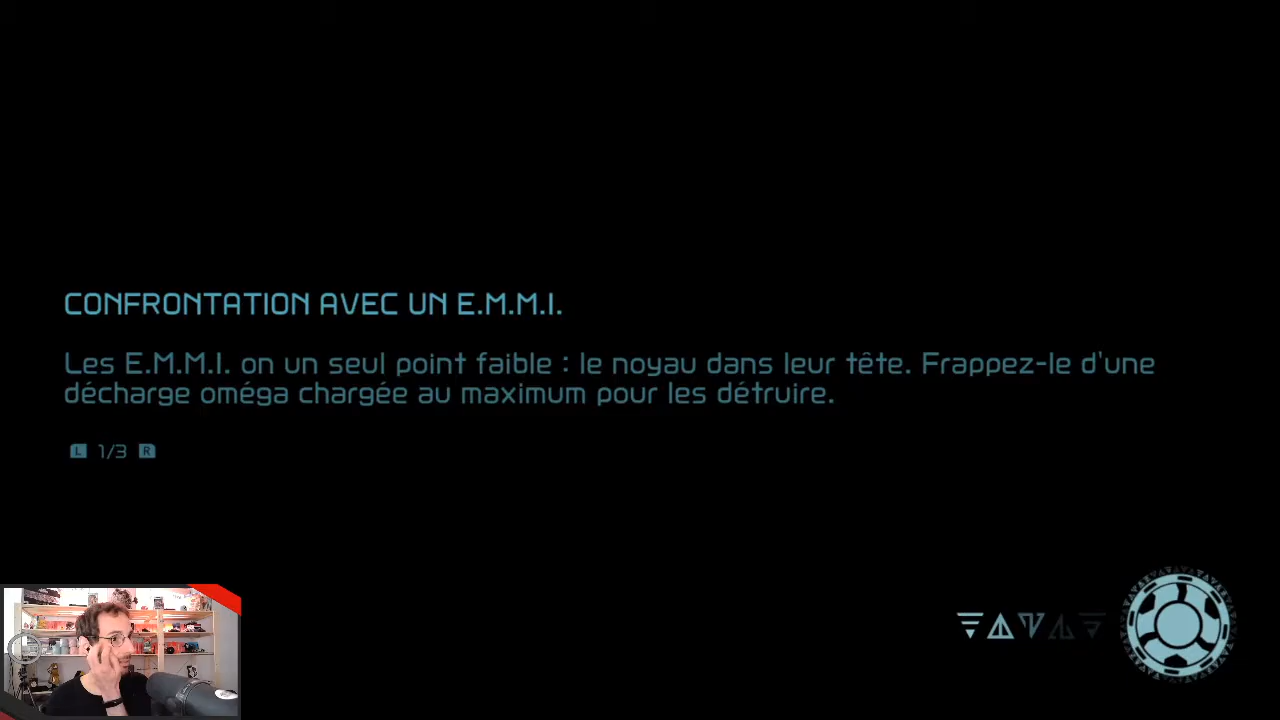 CONFRONTATION AVEC UN E.M.M.I.
Les E.M.M.I. on un seul point faible : le noyau dans leur tête. Frappez-le d'une
décharge oméga chargée au maximum pour les détruire.
L 1/3 R